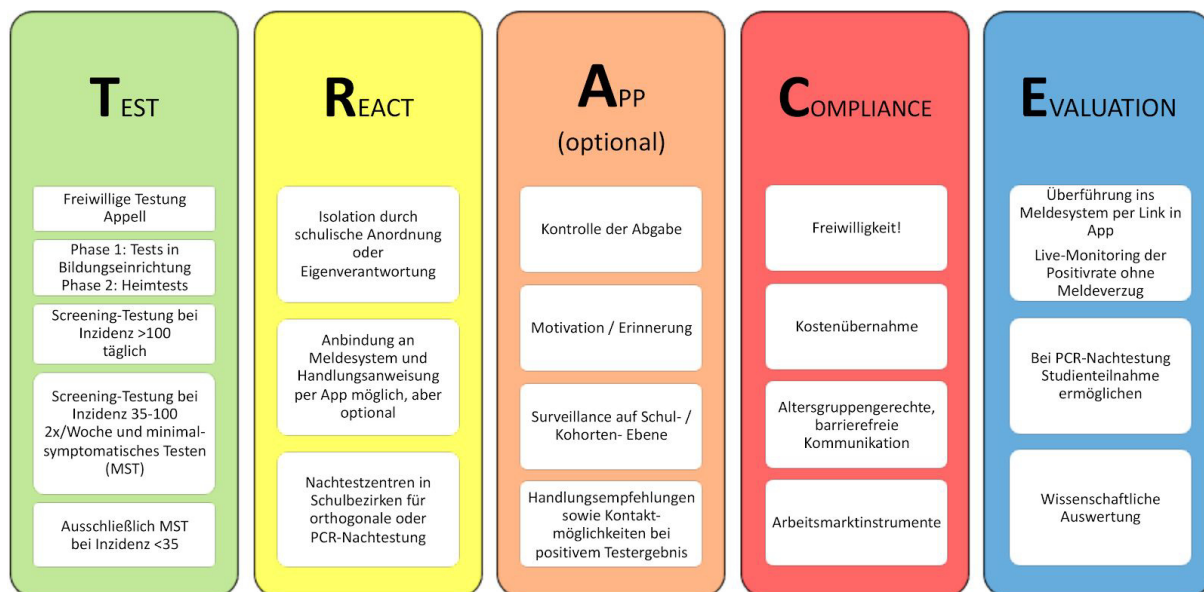 TEST
Freiwillige Testung
Appell
Phase 1: Tests in
Bildungseinrichtung
Phase 2: Heimtests
Screening-Testung bei
Inzidenz >100
täglich
Screening-Testung bei
Inzidenz 35-100
2x/Woche und minimal-
symptomatisches Testen
(MST)
Ausschließlich MST
bei Inzidenz <35
REACT
Isolation durch
schulische Anordnung
oder
Eigenverantwortung
Anbindung an
Meldesystem und
Handlungsanweisung
per App möglich, aber
optional
Nachtestzentren in
Schulbezirken für
orthogonale oder
PCR-Nachtestung
APP
(optional)
Kontrolle der Abgabe
Motivation / Erinnerung
Surveillance auf Schul- /
Kohorten- Ebene
Handlungsempfehlungen
sowie Kontakt-
möglichkeiten bei
positivem Testergebnis
COMPLIANCE
Freiwilligkeit!
Kostenübernahme
Altersgruppengerechte,
barrierefreie
Kommunikation
Arbeitsmarktinstrumente
EVALUATION
Überführung ins
Meldesystem per Link in
App
Live-Monitoring der
Positivrate ohne
Meldeverzug
Bei PCR-Nachtestung
Studienteilnahme
ermöglichen
Wissenschaftliche
Auswertung